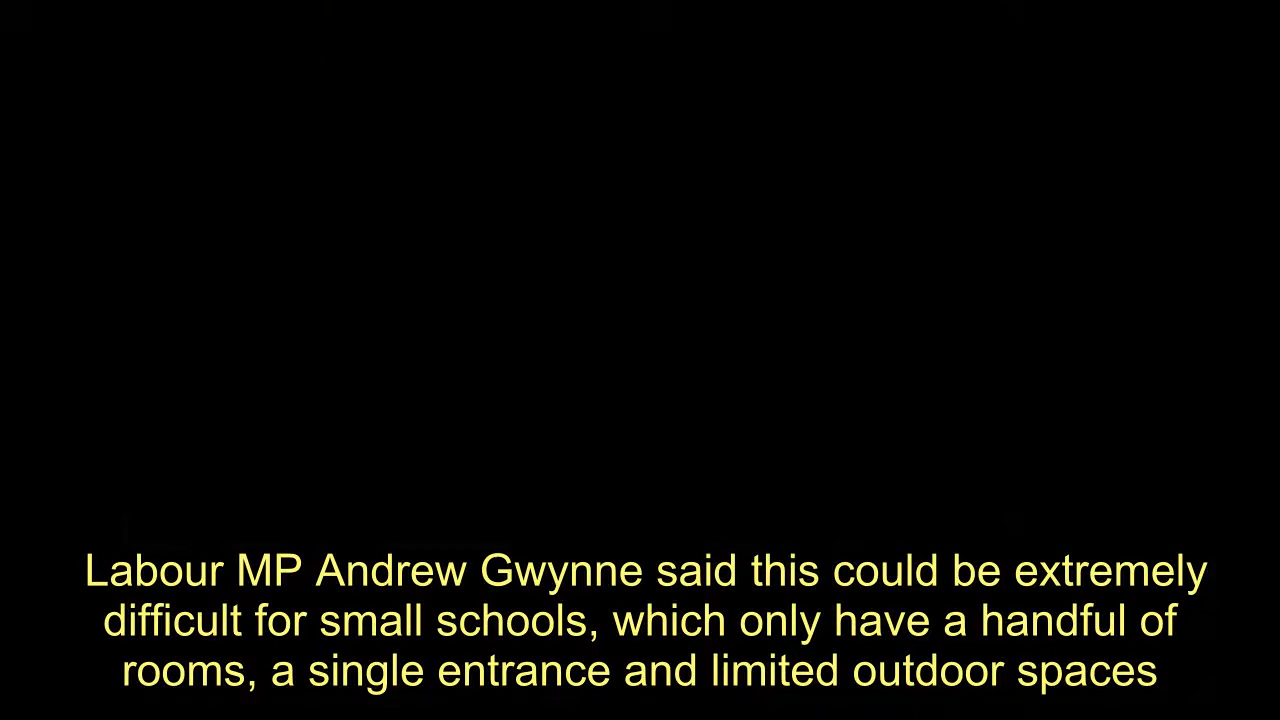 Labour MP Andrew Gwynne said this could be extremely
difficult for small schools, which only have a handful of
rooms, a single entrance and limited outdoor spaces